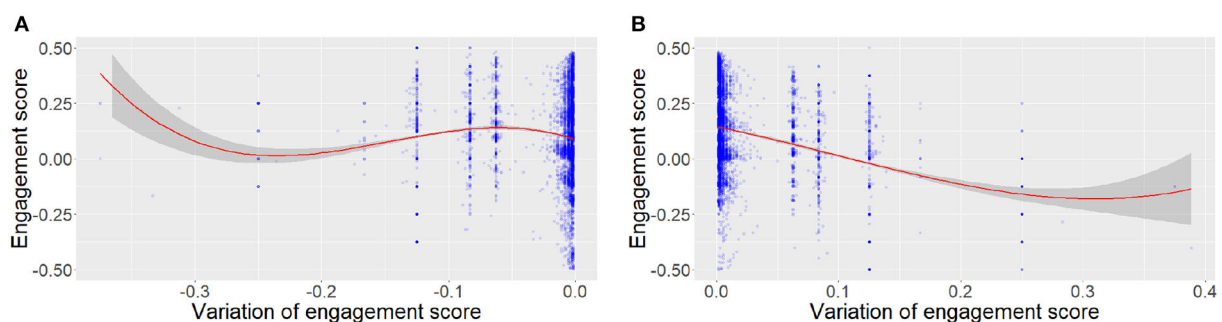 A
Engagement score
0.50
0.25
0.00
-0.25
-0.50
-0.3 -0.2 -0.1 0.0
Variation of engagement score
B
Engagement score
0.50
0.25
0.00
-0.25
-0.50
0.0 0.1 0.2 0.3 0.4
Variation of engagement score